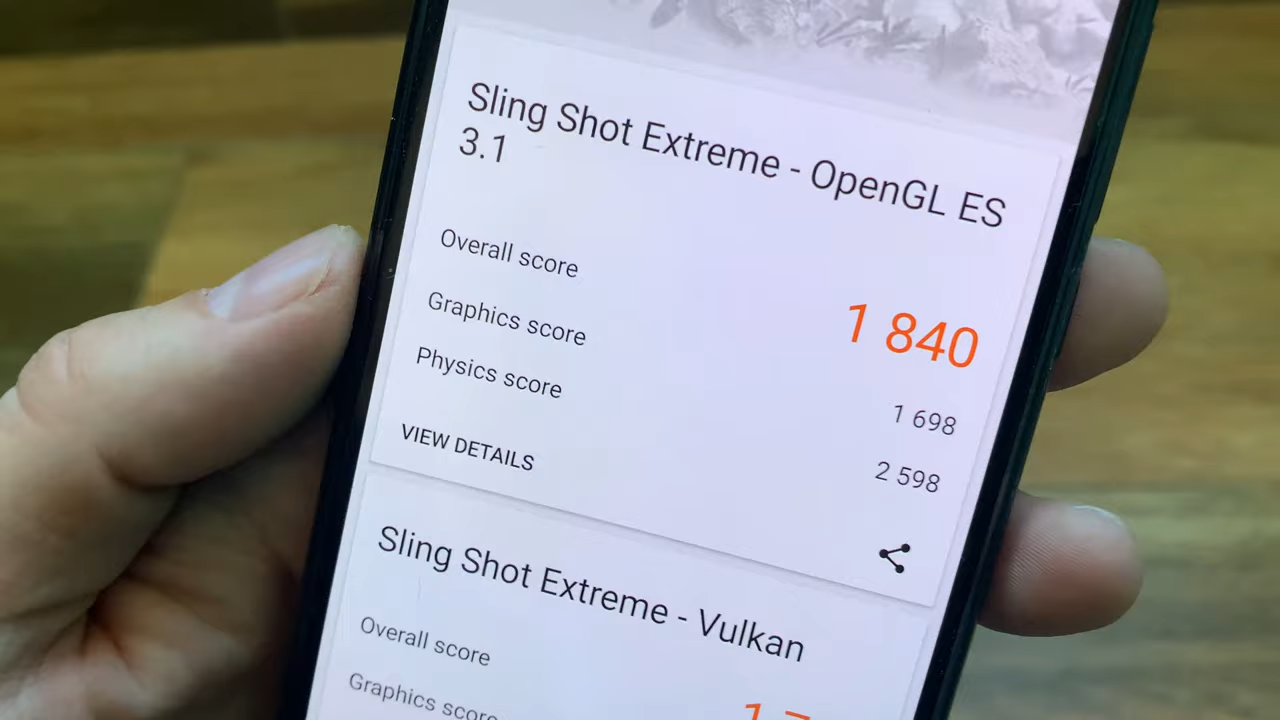 Sling Shot Extreme - OpenGL ES
3.1
Overall score
1 840
Graphics score
1 698
Physics score
2 598
VIEW DETAILS
Sling Shot Extreme - Vulkan
Overall score
Graphics score